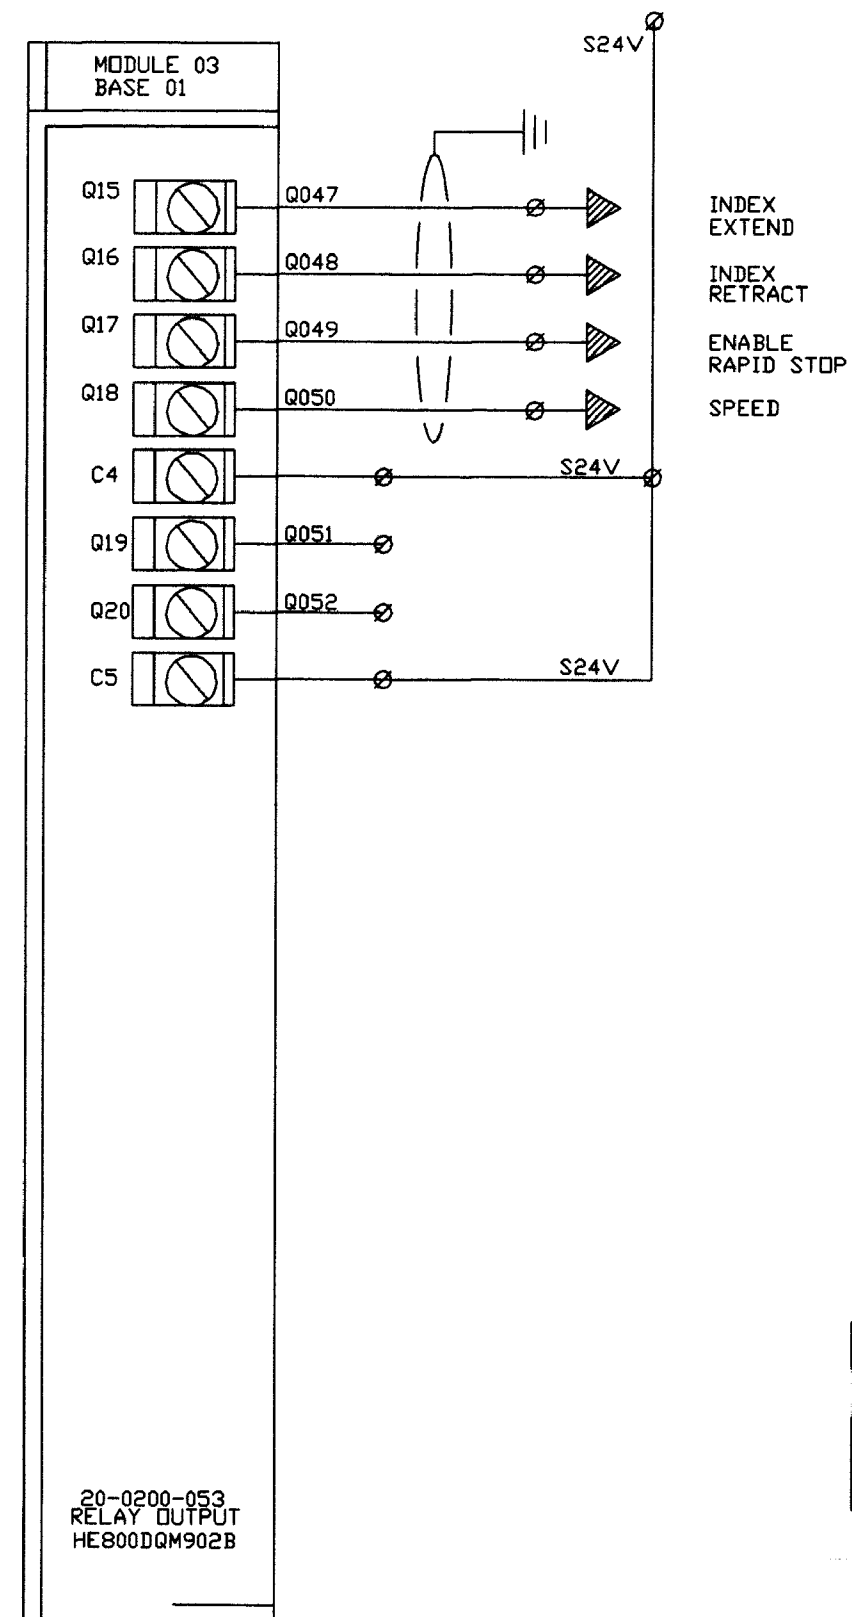 S24V
MODULE 03
BASE 01
Q15
Q047
INDEX
EXTEND
Q16
Q048
INDEX
RETRACT
Q17
Q049
ENABLE
RAPID STOP
Q18
Q050
SPEED
C4
S24V
Q19
Q051
Q20
Q052
C5
S24V
20-0200-053
RELAY OUTPUT
HE800DQM902B